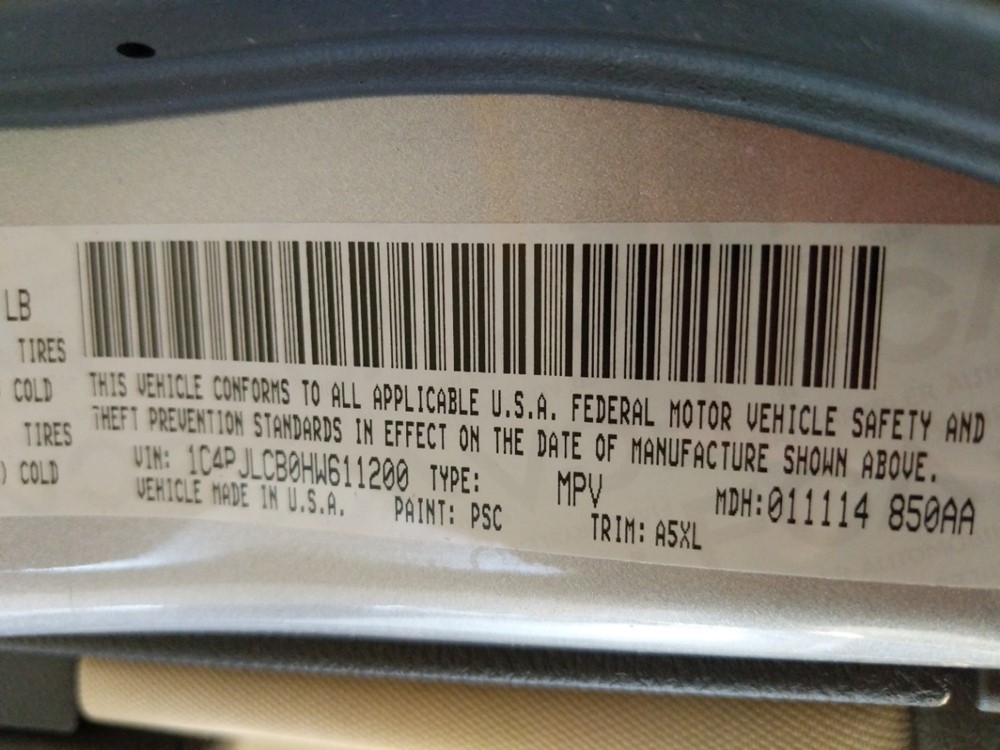 LB
TIRES
COLD
TIRES
) COLD
THIS VEHICLE CONFORMS TO ALL APPLICABLE U.S.A. FEDERAL MOTOR VEHICLE SAFETY AND
THEFT PREVENTION STANDARDS IN EFFECT ON THE DATE OF MANUFACTURE SHOWN ABOVE.
VIN: 1C4PJLCB0HW611200 TYPE: MPV MDH:011114 850AA
VEHICLE MADE IN U.S.A. PAINT: PSC TRIM: A5XL